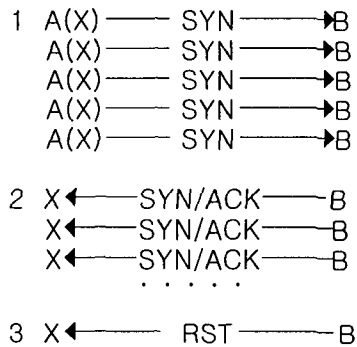 1 A(X) SYN B
A(X) SYN B
A(X) SYN B
A(X) SYN B
A(X) SYN B
2 X SYN/ACK B
X SYN/ACK B
X SYN/ACK B
. . . . .
3 X RST B